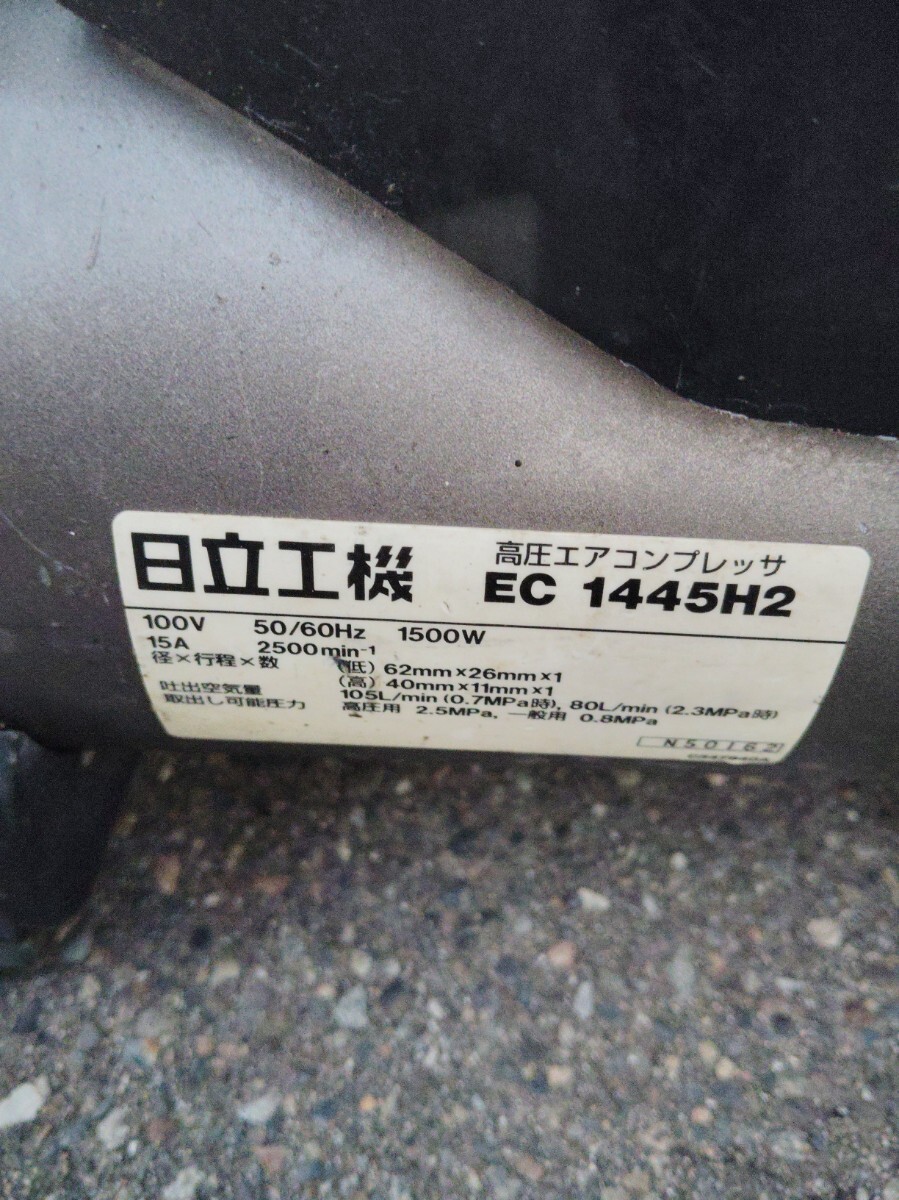 日立工機 高圧エアコンプレッサ
EC 1445H2
100V 50/60Hz 1500W
15A 2500min⁻¹
径×行程×数 (低) 62mm×26mm×1
(高) 40mm×11mm×1
吐出空気量 105L/min (0.7MPa時), 80L/min (2.3MPa時)
取出し可能圧力 高圧用 2.5MPa, 一般用 0.8MPa
N50162